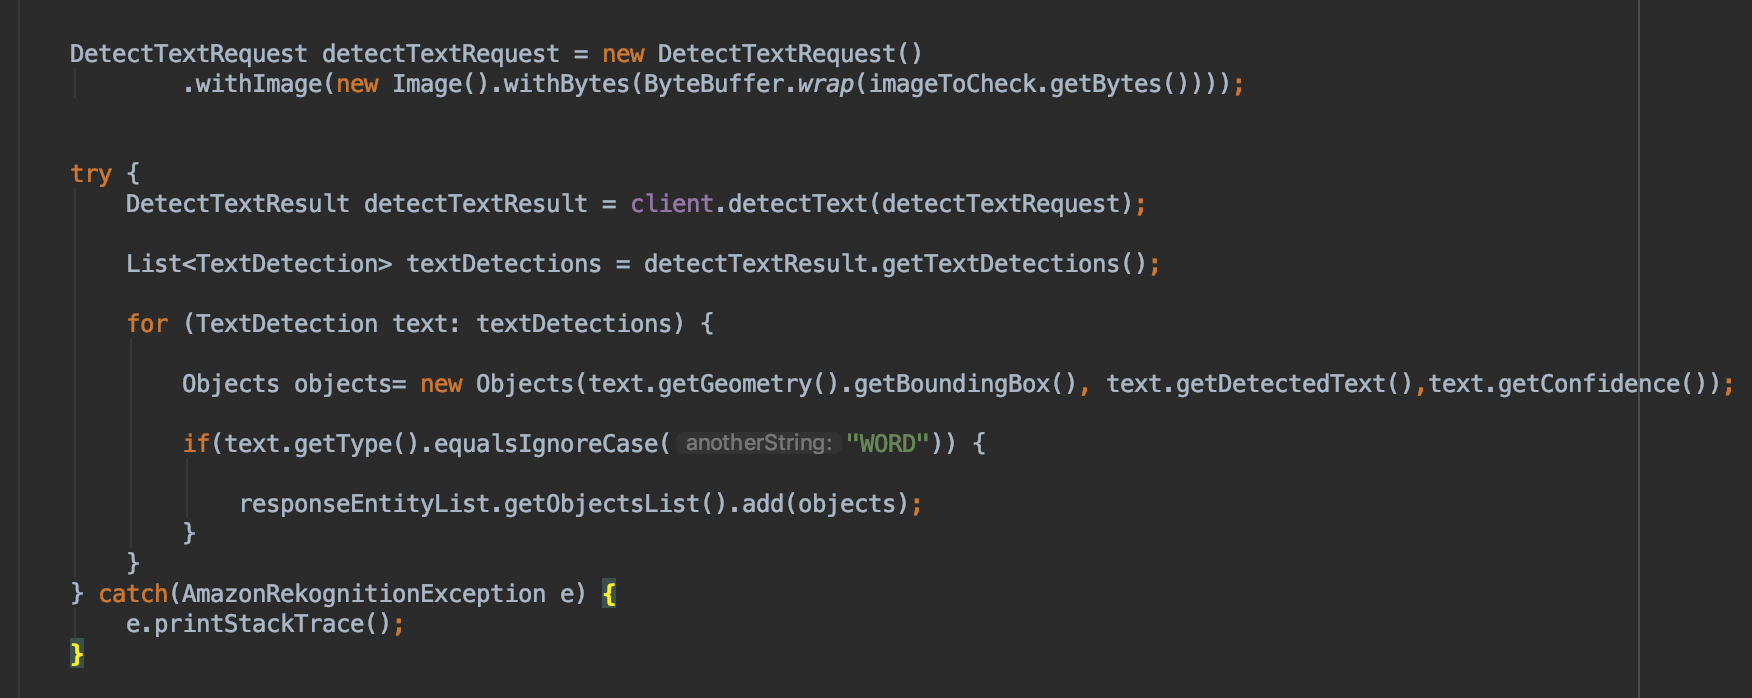 DetectTextRequest detectTextRequest = new DetectTextRequest()
.withImage(new Image().withBytes(ByteBuffer.wrap(imageToCheck.getBytes())));
try {
DetectTextResult detectTextResult = client.detectText(detectTextRequest);
List<TextDetection> textDetections = detectTextResult.getTextDetections();
for (TextDetection text: textDetections) {
Objects objects= new Objects(text.getGeometry().getBoundingBox(), text.getDetectedText(),text.getConfidence());
if(text.getType().equalsIgnoreCase( anotherString: "WORD")) {
responseEntityList.getObjectsList().add(objects);
}
}
} catch(AmazonRekognitionException e) {
e.printStackTrace();
}